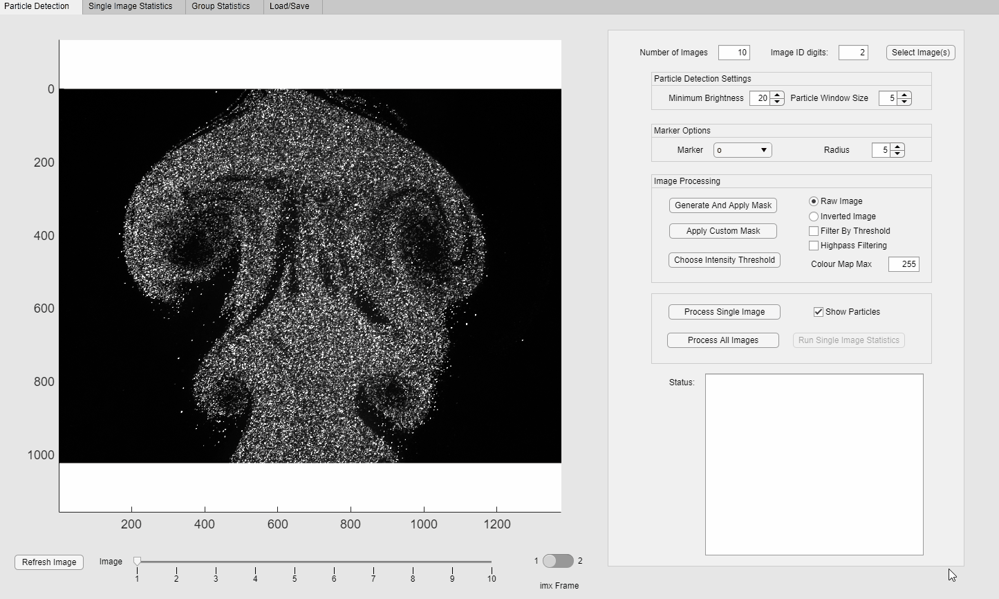 Particle Detection Single Image Statistics Group Statistics Load/Save
0
200
400
600
800
1000
200 400 600 800 1000 1200
Refresh Image Image
1 2 3 4 5 6 7 8 9 10
1 2
imx Frame
Number of Images 10 Image ID digits: 2 Select Image(s)
Particle Detection Settings
Minimum Brightness 20 Particle Window Size 5
Marker Options
Marker o Radius 5
Image Processing
Generate And Apply Mask Raw Image
Inverted Image
Apply Custom Mask Filter By Threshold
Highpass Filtering
Choose Intensity Threshold Colour Map Max 255
Process Single Image Show Particles
Process All Images Run Single Image Statistics
Status: